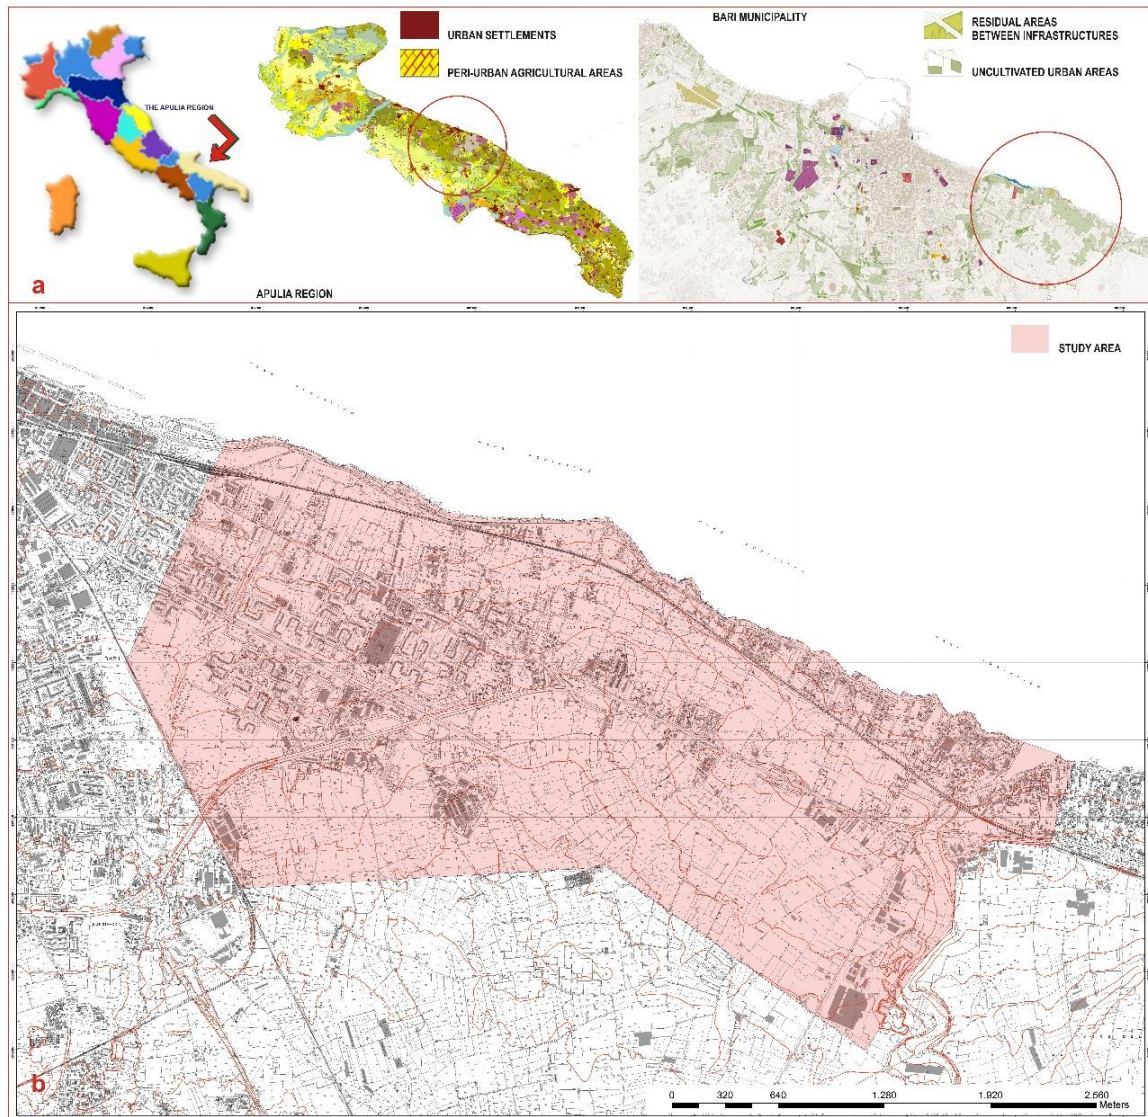 THE APULIA REGION
a
APULIA REGION
URBAN SETTLEMENTS
PERI-URBAN AGRICULTURAL AREAS
BARI MUNICIPALITY
RESIDUAL AREAS
BETWEEN INFRASTRUCTURES
UNCULTIVATED URBAN AREAS
STUDY AREA
b
0 320 640 1.280 1.920 2.560
Meters